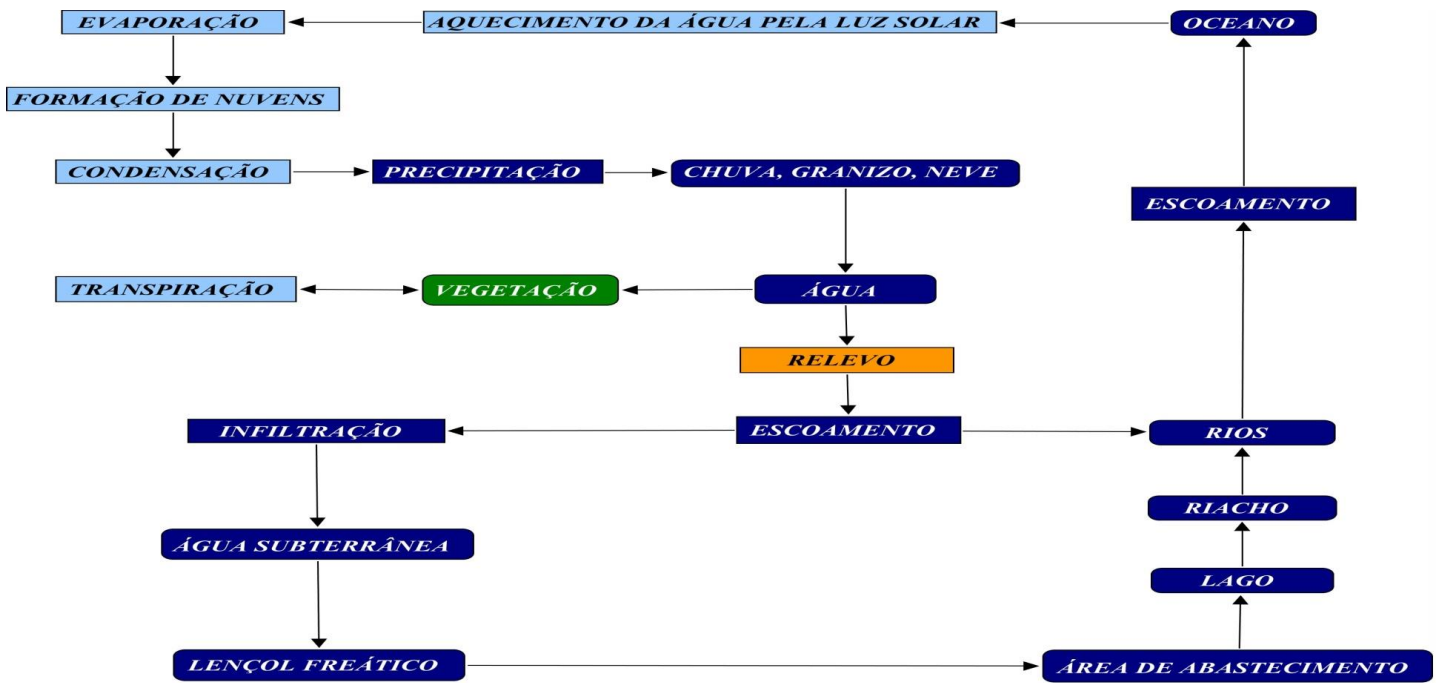 EVAPORAÇÃO
AQUECIMENTO DA ÁGUA PELA LUZ SOLAR
OCEANO
FORMAÇÃO DE NUVENS
CONDENSAÇÃO
PRECIPITAÇÃO
CHUVA, GRANIZO, NEVE
ESCOAMENTO
TRANSPIRAÇÃO
VEGETAÇÃO
ÁGUA
RELEVO
INFILTRAÇÃO
ESCOAMENTO
RIOS
RIACHO
ÁGUA SUBTERRÂNEA
LAGO
LENÇOL FREÁTICO
ÁREA DE ABASTECIMENTO